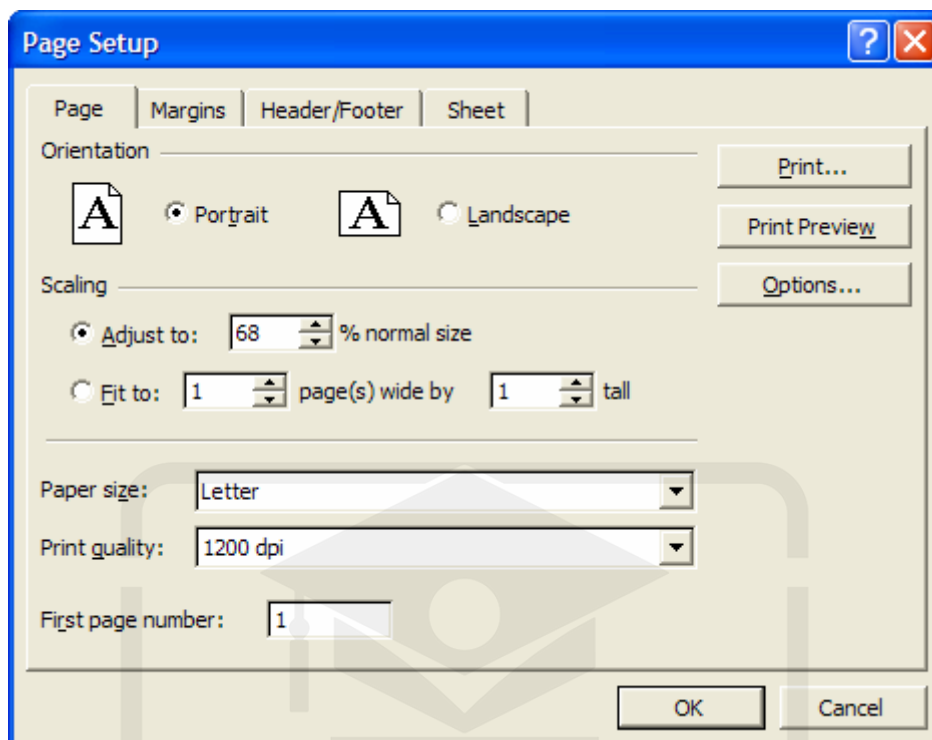 Page Setup
Page Margins Header/Footer Sheet
Orientation
A Portrait A Landscape
Print...
Print Preview
Options...
Scaling
Adjust to: 68 % normal size
Fit to: 1 page(s) wide by 1 tall
Paper size: Letter
Print quality: 1200 dpi
First page number: 1
OK Cancel